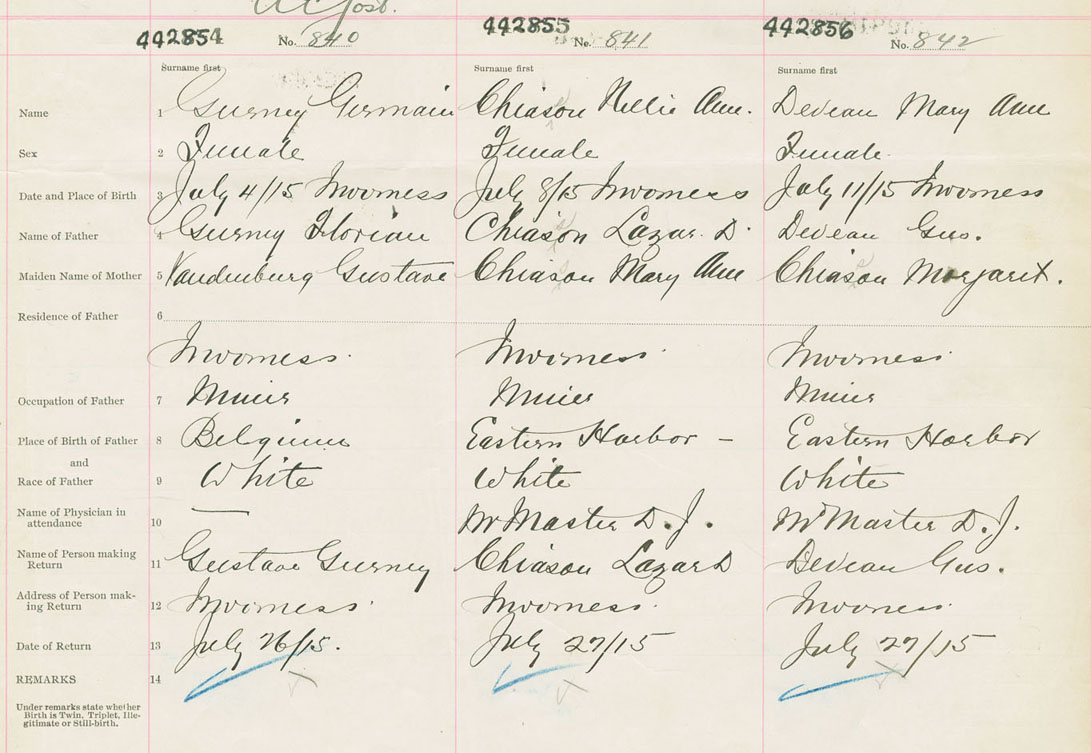 442854 No. 840 442855 No. 841 442856 No. 842
Surname first Surname first Surname first
Name 1 Gurney Germain Chiason Nellie Ann. Deveau Mary Ann
Sex 2 Female Female Female
Date and Place of Birth 3 July 4/15 Inverness July 8/15 Inverness July 11/15 Inverness
Name of Father 4 Gurney Florian Chiason Lazar. D. Deveau Gus.
Maiden Name of Mother 5 Vandenburg Gustave Chiason Mary Ann Chiason Margaret.
Residence of Father 6
Inverness. Inverness. Inverness.
Occupation of Father 7 Miner Miner Miner
Place of Birth of Father 8 Belgium Eastern Harbor – Eastern Harbor
and
Race of Father 9 White White White
Name of Physician in
attendance 10 — McMaster D. J. McMaster D. J.
Name of Person making
Return 11 Gustave Gurney Chiason Lazar D Deveau Gus.
Address of Person mak-
ing Return 12 Inverness. Inverness. Inverness.
Date of Return 13 July 26/15. July 27/15 July 27/15
REMARKS 14
Under remarks state whether
Birth is Twin, Triplet, Ille-
gitimate or Still-birth.